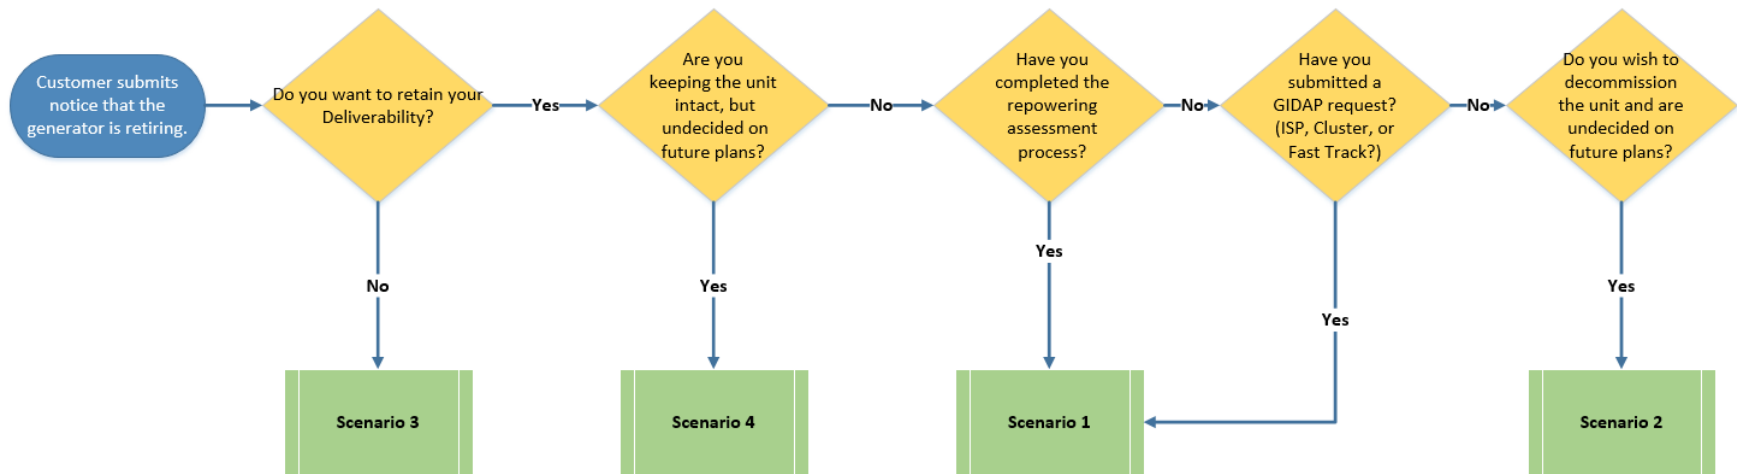 Customer submits
notice that the
generator is retiring.
Do you want to retain your
Deliverability?
Yes
Are you
keeping the unit
intact, but
undecided on
future plans?
No
Have you
completed the
repowering
assessment
process?
No
Have you
submitted a
GIDAP request?
(ISP, Cluster, or
Fast Track?)
No
Do you wish to
decommission
the unit and are
undecided on
future plans?
No
Yes
Yes
Yes
Yes
Scenario 3
Scenario 4
Scenario 1
Scenario 2